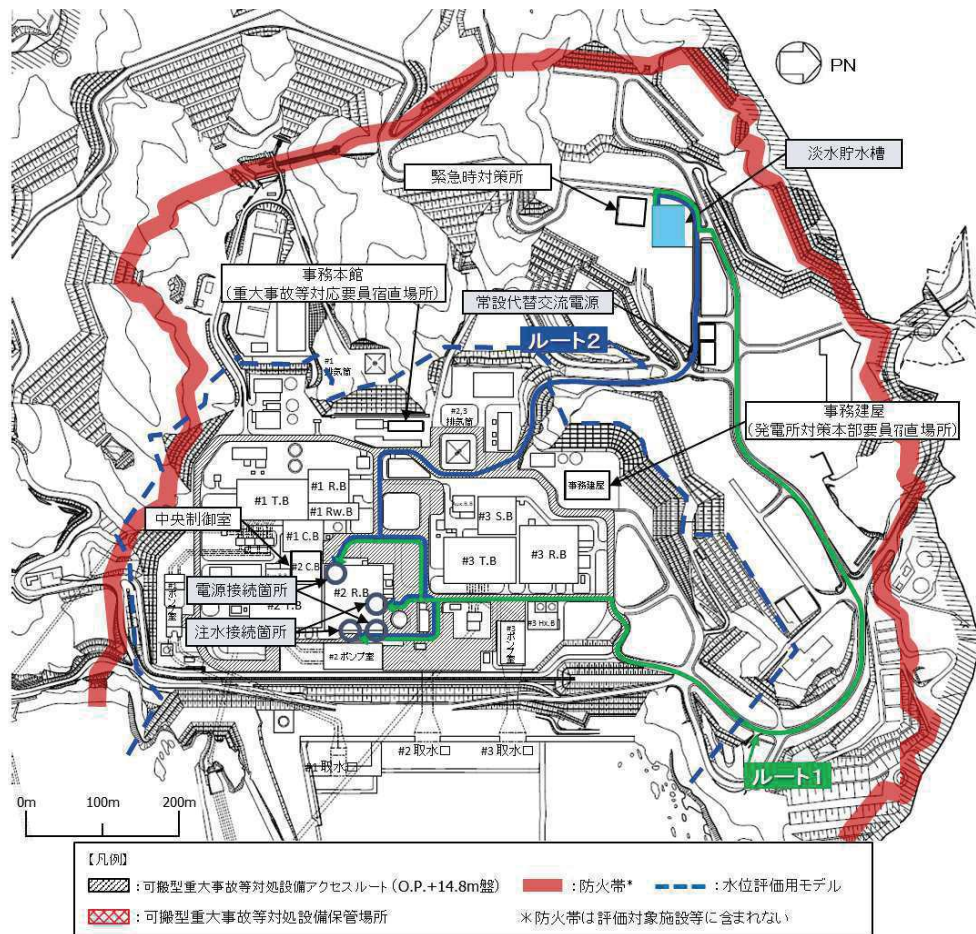 PN
淡水貯水槽
緊急時対策所
事務本館
(重大事故等対応要員宿直場所)
常設代替交流電源
ルート2
#1
排気筒
#2,3
排気筒
事務建屋
(発電所対策本部要員宿直場所)
事務建屋
#1 T.B
#1 R.B
#1 Rw.B
#1 C.B
#3 S.B
#3 T.B
#3 R.B
中央制御室
#2 C.B
電源接続箇所
#2 R.B
#2 T.B
注水接続箇所
#2 ポンプ室
#3
ポンプ室
#3 Hx.B
#1 取水口
#2 取水口
#3 取水口
ルート1
0m 100m 200m
【凡例】
:可搬型重大事故等対処設備アクセスルート(O.P.+14.8m盤) :防火帯* :水位評価用モデル
:可搬型重大事故等対処設備保管場所 *防火帯は評価対象施設等に含まれない